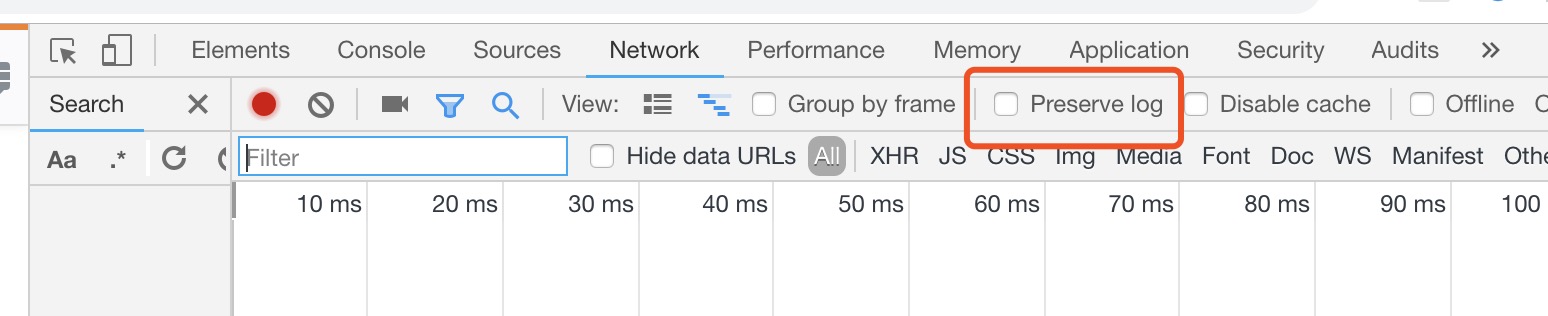 Elements Console Sources Network Performance Memory Application Security Audits »
Search View: Group by frame Preserve log Disable cache Offline
Aa .* Filter Hide data URLs All XHR JS CSS Img Media Font Doc WS Manifest
10 ms 20 ms 30 ms 40 ms 50 ms 60 ms 70 ms 80 ms 90 ms 100